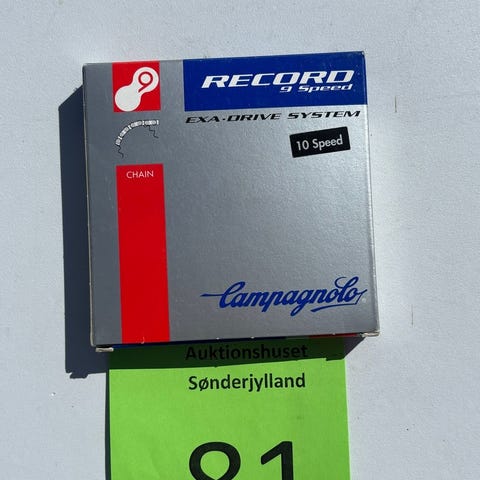 RECORD
9 Speed
EXA-DRIVE SYSTEM
10 Speed
CHAIN
Campagnolo
Auktionshuset
Sønderjylland
81